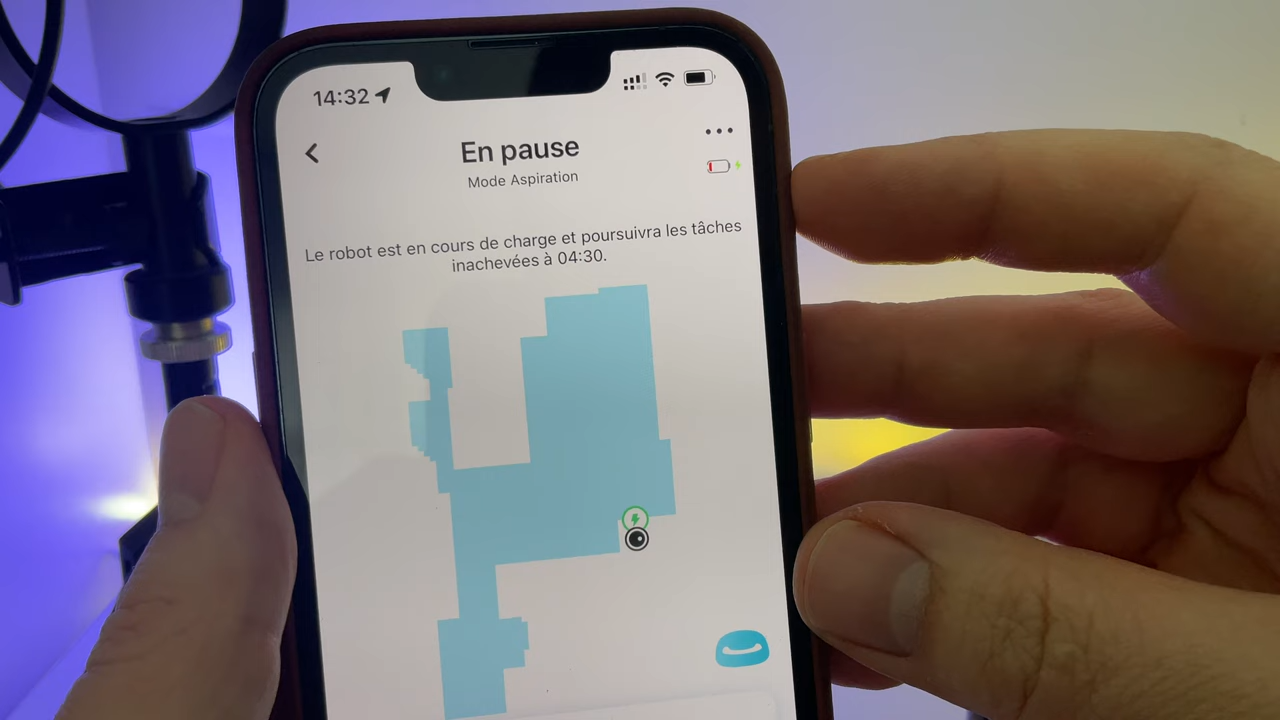 14:32
En pause
Mode Aspiration
Le robot est en cours de charge et poursuivra les tâches
inachevées à 04:30.